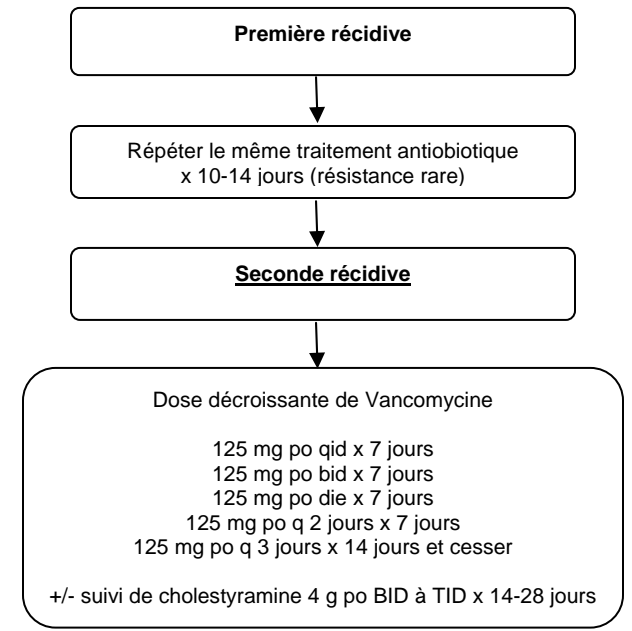 Première récidive
Répéter le même traitement antiobiotique
x 10-14 jours (résistance rare)
Seconde récidive
Dose décroissante de Vancomycine
125 mg po qid x 7 jours
125 mg po bid x 7 jours
125 mg po die x 7 jours
125 mg po q 2 jours x 7 jours
125 mg po q 3 jours x 14 jours et cesser
+/- suivi de cholestyramine 4 g po BID à TID x 14-28 jours